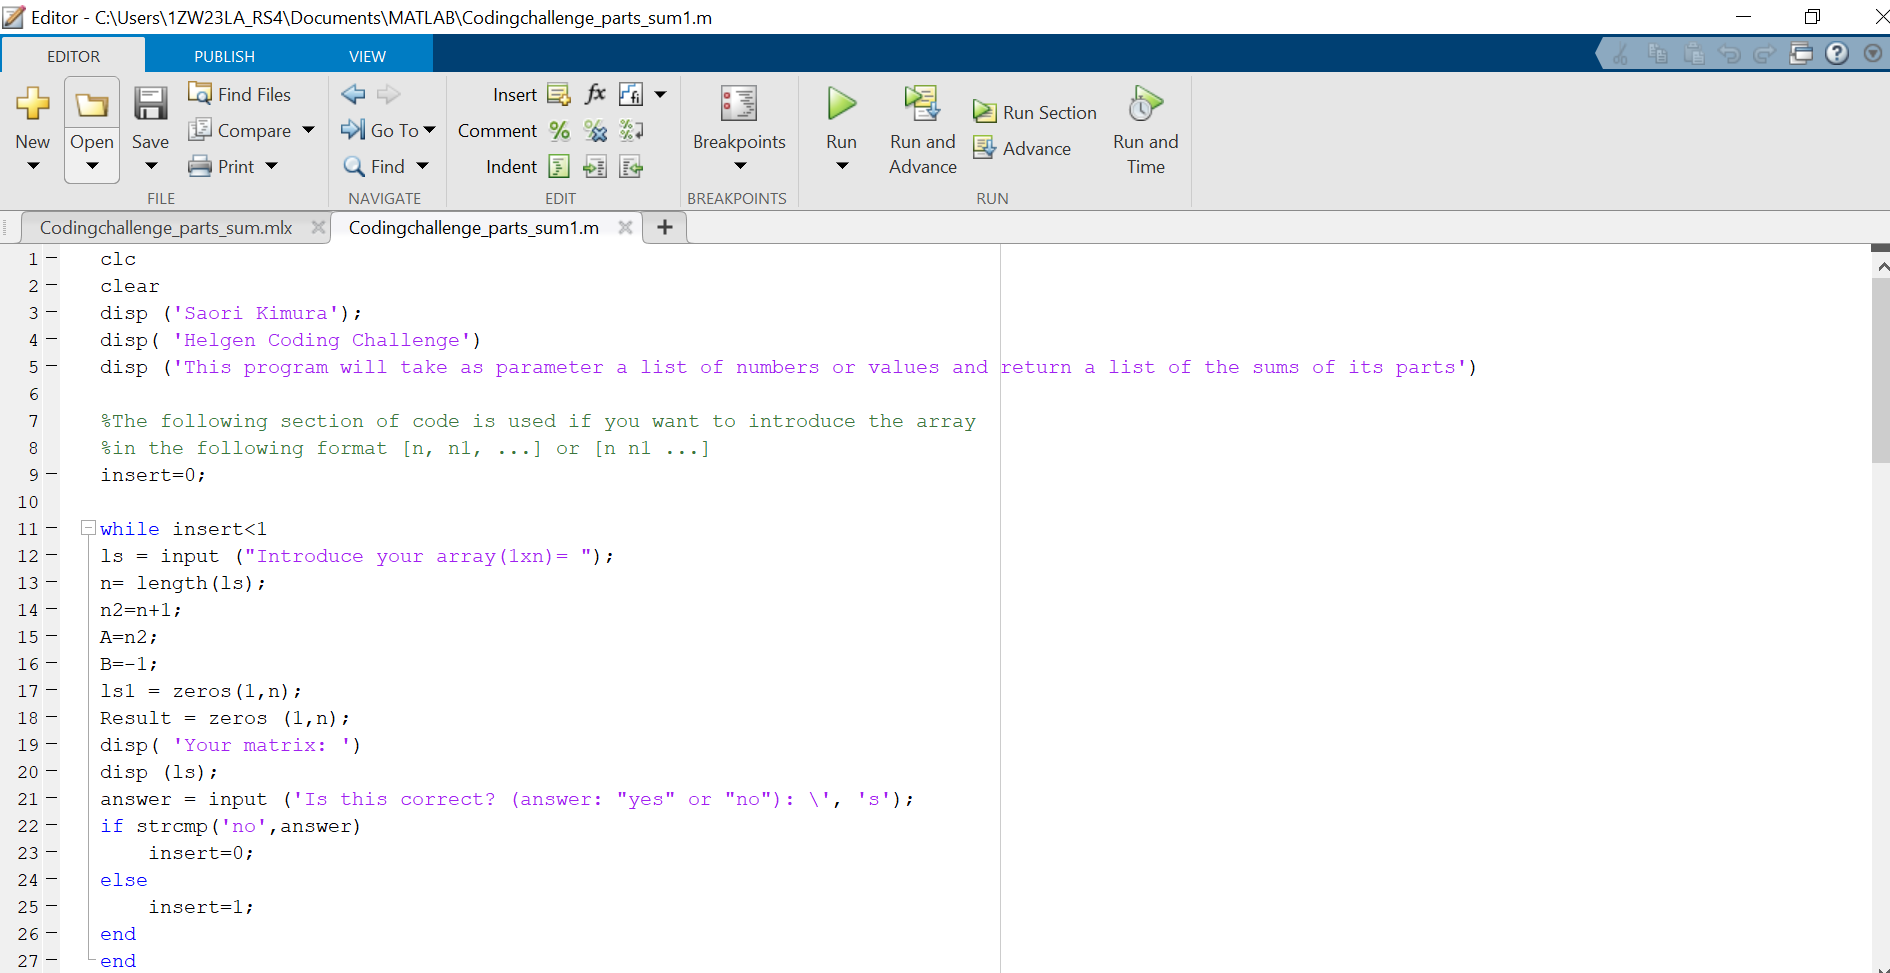 Editor - C:\Users\1ZW23LA_RS4\Documents\MATLAB\Codingchallenge_parts_sum1.m
EDITOR PUBLISH VIEW
New Open Save Find Files Compare Print
FILE
Go To Find
NAVIGATE
Insert fx fi
Comment % % %
Indent
EDIT
Breakpoints
BREAKPOINTS
Run Run and Advance Run Section Advance Run and Time
RUN
Codingchallenge_parts_sum.mlx Codingchallenge_parts_sum1.m +
1 clc
2 clear
3 disp ('Saori Kimura');
4 disp( 'Helgen Coding Challenge')
5 disp ('This program will take as parameter a list of numbers or values and return a list of the sums of its parts')
6
7 %The following section of code is used if you want to introduce the array
8 %in the following format [n, n1, ...] or [n n1 ...]
9 insert=0;
10
11 while insert<1
12 ls = input ("Introduce your array(1xn)= ");
13 n= length(ls);
14 n2=n+1;
15 A=n2;
16 B=-1;
17 ls1 = zeros(1,n);
18 Result = zeros (1,n);
19 disp( 'Your matrix: ')
20 disp (ls);
21 answer = input ('Is this correct? (answer: "yes" or "no"): \', 's');
22 if strcmp('no',answer)
23 insert=0;
24 else
25 insert=1;
26 end
27 end